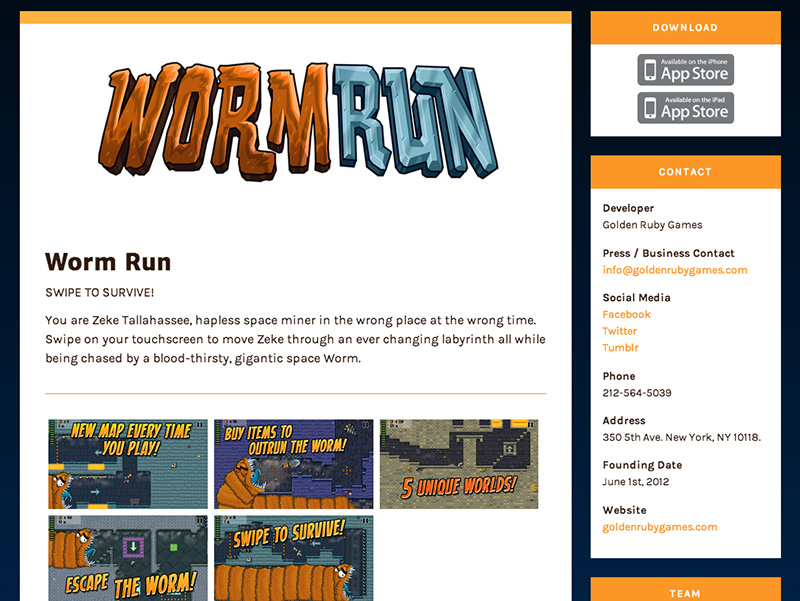 WORMRUN
Worm Run
SWIPE TO SURVIVE!
You are Zeke Tallahassee, hapless space miner in the wrong place at the wrong time.
Swipe on your touchscreen to move Zeke through an ever changing labyrinth all while
being chased by a blood-thirsty, gigantic space Worm.
NEW MAP EVERY TIME
YOU PLAY!
BUY ITEMS TO
OUTRUN THE WORM!
5 UNIQUE WORLDS!
ESCAPE THE WORM!
SWIPE TO SURVIVE!
DOWNLOAD
Available on the iPhone
App Store
Available on the iPad
App Store
CONTACT
Developer
Golden Ruby Games
Press / Business Contact
info@goldenrubygames.com
Social Media
Facebook
Twitter
Tumblr
Phone
212-564-5039
Address
350 5th Ave. New York, NY 10118.
Founding Date
June 1st, 2012
Website
goldenrubygames.com
TEAM